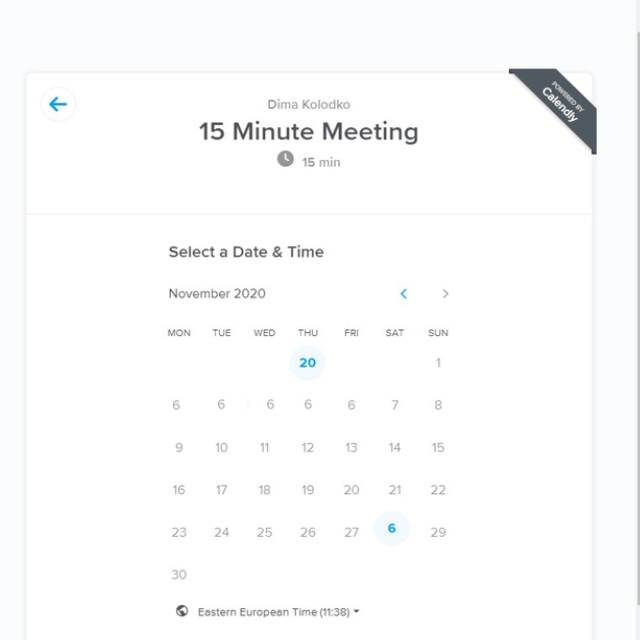 POWERED BY
Calendly
Dima Kolodko
15 Minute Meeting
15 min
Select a Date & Time
November 2020
MON TUE WED THU FRI SAT SUN
20 1
6 6 6 6 6 7 8
9 10 11 12 13 14 15
16 17 18 19 20 21 22
23 24 25 26 27 6 29
30
Eastern European Time (11:38)